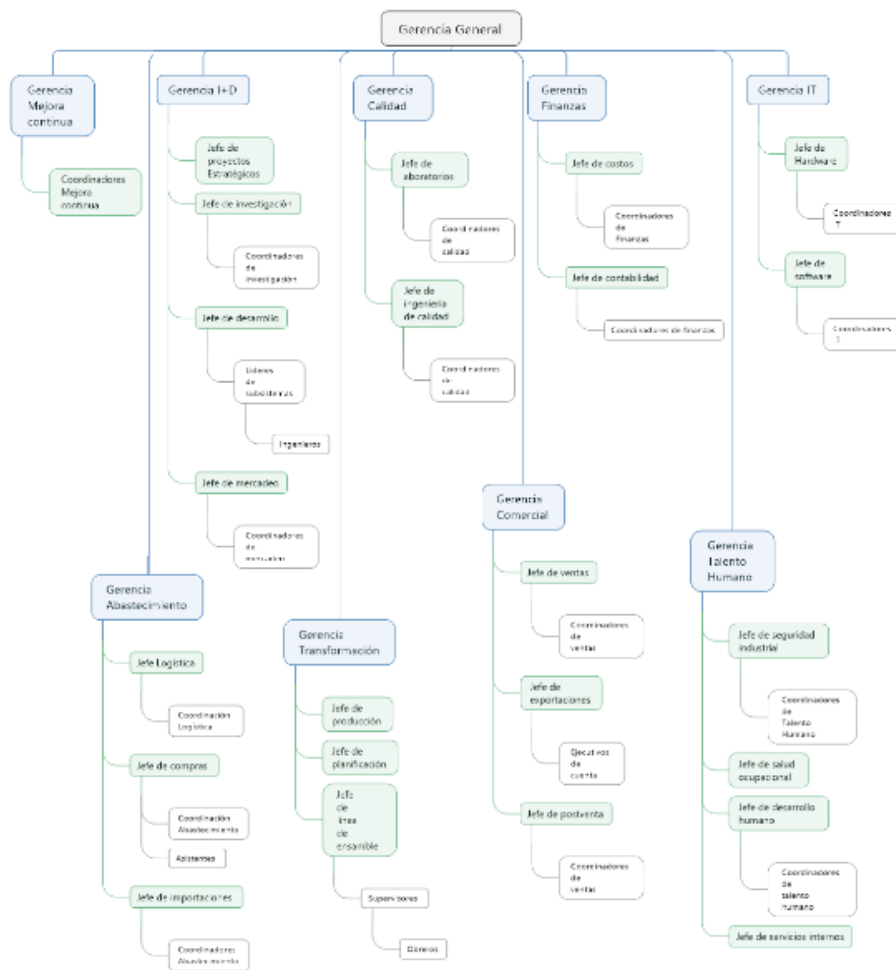 Gerencia General
Gerencia
Mejora
continua
Coordinadores
Mejora
continua
Gerencia I+D
Jefe de
proyectos
Estratégicos
Jefe de investigación
Coordinadores
de
investigación
Jefe de desarrollo
Líderes
de
subsistemas
Ingenieros
Jefe de mercadeo
Coordinadores
de
mercadeo
Gerencia
Calidad
Jefe de
aboratorios
Coordinadores
de
calidad
Jefe de
ingeniería
de calidad
Coordinadores
de
calidad
Gerencia
Finanzas
Jefe de costos
Coordinadores
de
Finanzas
Jefe de contabilidad
Coordinadores de finanzas
Gerencia IT
Jefe de
Hardware
Coordinadores
T
Jefe de
software
Coordinadores
T
Gerencia
Abastecimiento
Jefe Logística
Coordinación
Logística
Jefe de compras
Coordinación
Abastecimiento
Asistentes
Jefe de importaciones
Coordinadores
Abastecimiento
Gerencia
Transformación
Jefe de
producción
Jefe de
planificación
Jefe
de
línea
de
ensamble
Supervisores
Obreros
Gerencia
Comercial
Jefe de ventas
Coordinadores
de
ventas
Jefe de
exportaciones
Ejecutivos
de
cuenta
Jefe de postventa
Coordinadores
de
ventas
Gerencia
Talento
Humano
Jefe de seguridad
industrial
Coordinadores
de
Talento
Humano
Jefe de salud
ocupacional
Jefe de desarrollo
humano
Coordinadores
de
talento
humano
Jefe de servicios internos